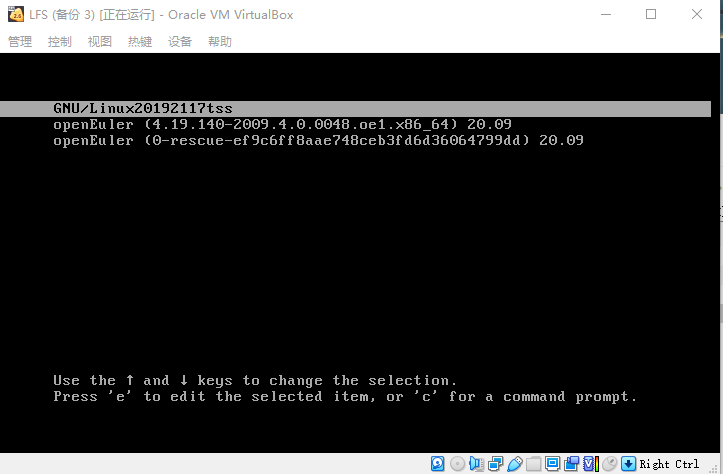 LFS (备份 3) [正在运行] - Oracle VM VirtualBox
管理 控制 视图 热键 设备 帮助
GNU/Linux20192117tss
openEuler (4.19.140-2009.4.0.0048.oe1.x86_64) 20.09
openEuler (0-rescue-ef9c6ff8aae748ceb3fd6d36064799dd) 20.09
Use the ↑ and ↓ keys to change the selection.
Press 'e' to edit the selected item, or 'c' for a command prompt.
Right Ctrl